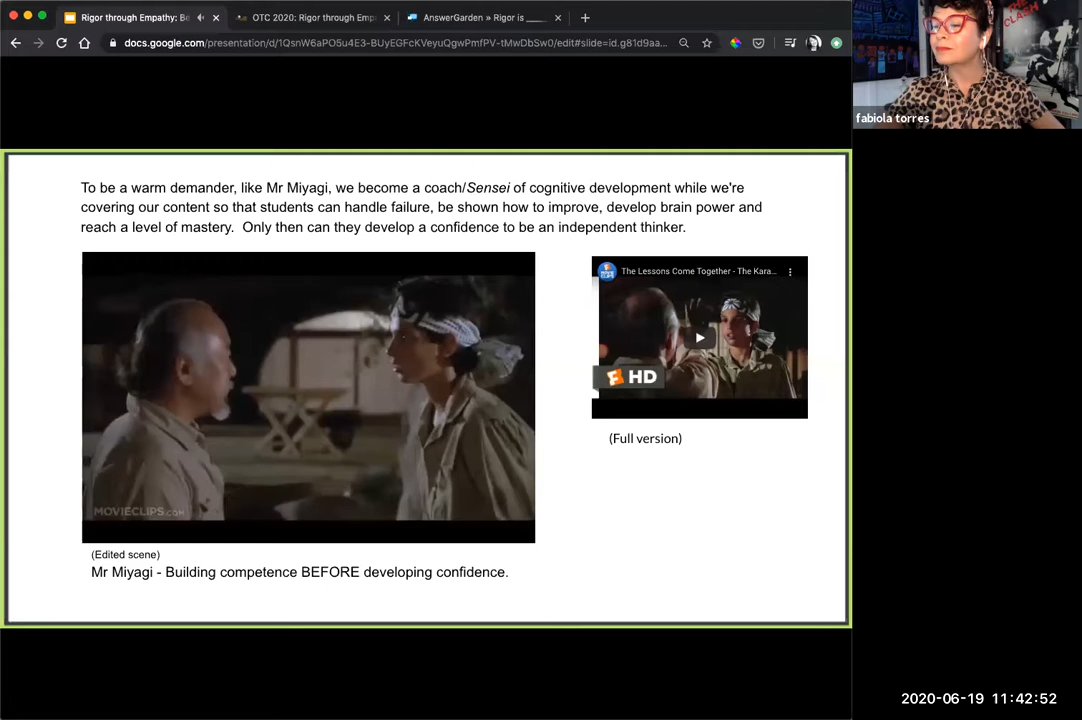 Rigor through Empathy: Be
OTC 2020: Rigor through Emp
AnswerGarden » Rigor is ____
docs.google.com/presentation/d/1QsnW6aPO5u4E3-BUyEGFcKVeyuQgwPmfPV-tMwDbSw0/edit#slide=id.g81d9aa...
THE CLASH
fabiola torres
To be a warm demander, like Mr Miyagi, we become a coach/Sensei of cognitive development while we're
covering our content so that students can handle failure, be shown how to improve, develop brain power and
reach a level of mastery. Only then can they develop a confidence to be an independent thinker.
The Lessons Come Together - The Kara...
HD
(Full version)
MOVIECLIPS.COM
(Edited scene)
Mr Miyagi - Building competence BEFORE developing confidence.
2020-06-19 11:42:52